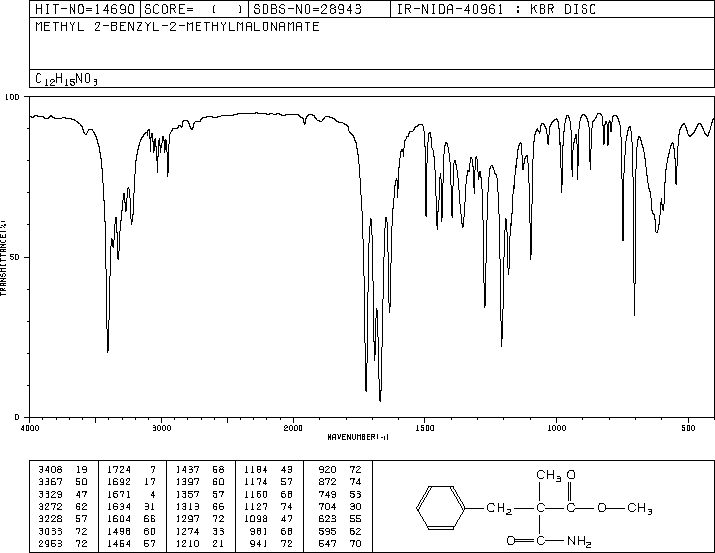 HIT-NO=14690 SCORE= ( ) SDBS-NO=28943 IR-NIDA-40961 : KBR DISC
METHYL 2-BENZYL-2-METHYLMALONAMATE
C12H15NO3
100
50
0
TRANSMITTANCE(%)
4000 3000 2000 1500 1000 500
WAVENUMBER(-1)
3408 19 1724 7 1437 68 1184 43 920 72
3367 50 1692 17 1397 60 1174 57 872 74
3329 47 1671 4 1357 57 1160 68 749 53
3272 62 1634 31 1313 66 1127 74 704 30
3228 57 1604 66 1297 72 1098 47 623 55
3033 72 1498 60 1274 33 981 68 595 62
2963 72 1454 57 1210 21 941 72 547 70
CH3 O
CH2 C C O CH3
O C NH2